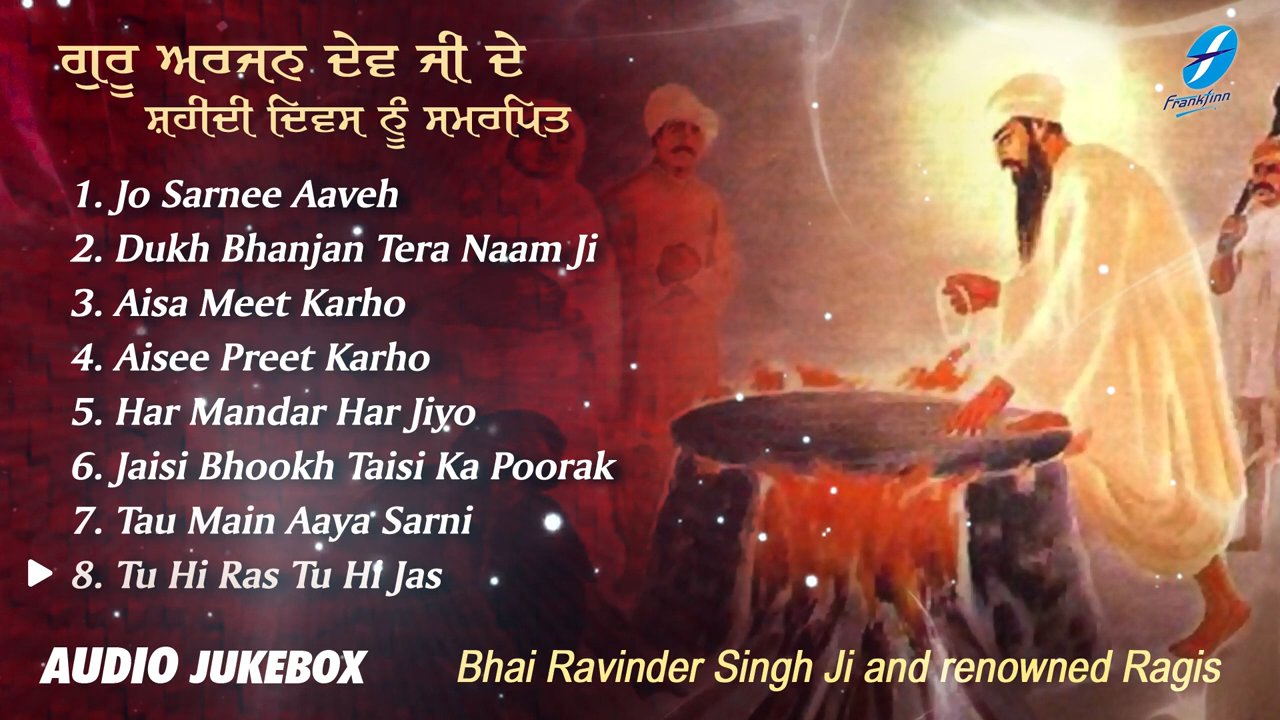 ਗੁਰੂ ਅਰਜਨ ਦੇਵ ਜੀ ਦੇ
ਸ਼ਹੀਦੀ ਦਿਵਸ ਨੂੰ ਸਮਰਪਿਤ
Frankfinn
1. Jo Sarnee Aaveh
2. Dukh Bhanjan Tera Naam Ji
3. Aisa Meet Karho
4. Aisee Preet Karho
5. Har Mandar Har Jiyo
6. Jaisi Bhookh Taisi Ka Poorak
7. Tau Main Aaya Sarni
8. Tu Hi Ras Tu Hi Jas
AUDIO JUKEBOX
Bhai Ravinder Singh Ji and renowned Ragis